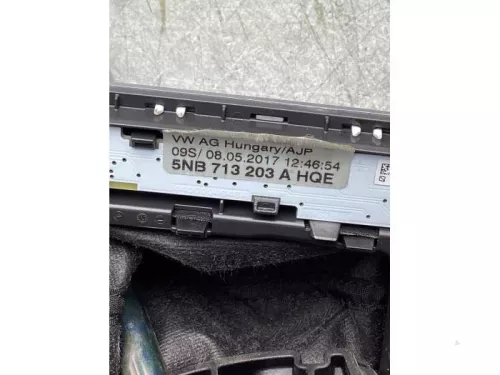 VW AG Hungary/AJP
09S/ 08.05.2017 12:46:54
5NB 713 203 A HQE